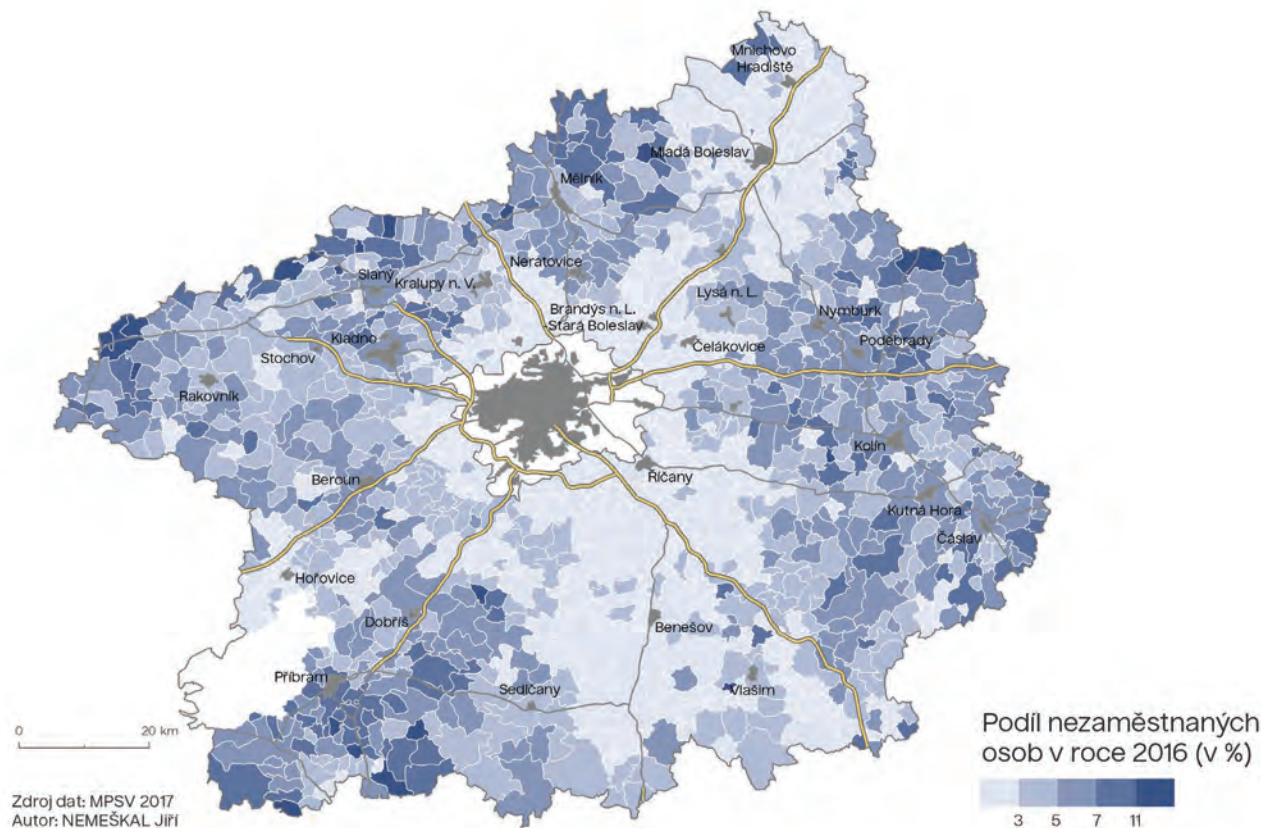 Mnichovo
Hradiště
Mladá Boleslav
Mělník
Neratovice
Slaný
Kralupy n. V.
Lysá n. L.
Brandýs n. L.
-Stará Boleslav
Nymburk
Kladno
Čelákovice
Poděbrady
Stochov
Rakovník
Kolín
Beroun
Říčany
Kutná Hora
Čáslav
Hořovice
Dobříš
Benešov
Příbram
Sedlčany
Vlašim
0 20 km
Podíl nezaměstnaných
osob v roce 2016 (v %)
3 5 7 11
Zdroj dat: MPSV 2017
Autor: NEMEŠKAL Jiří